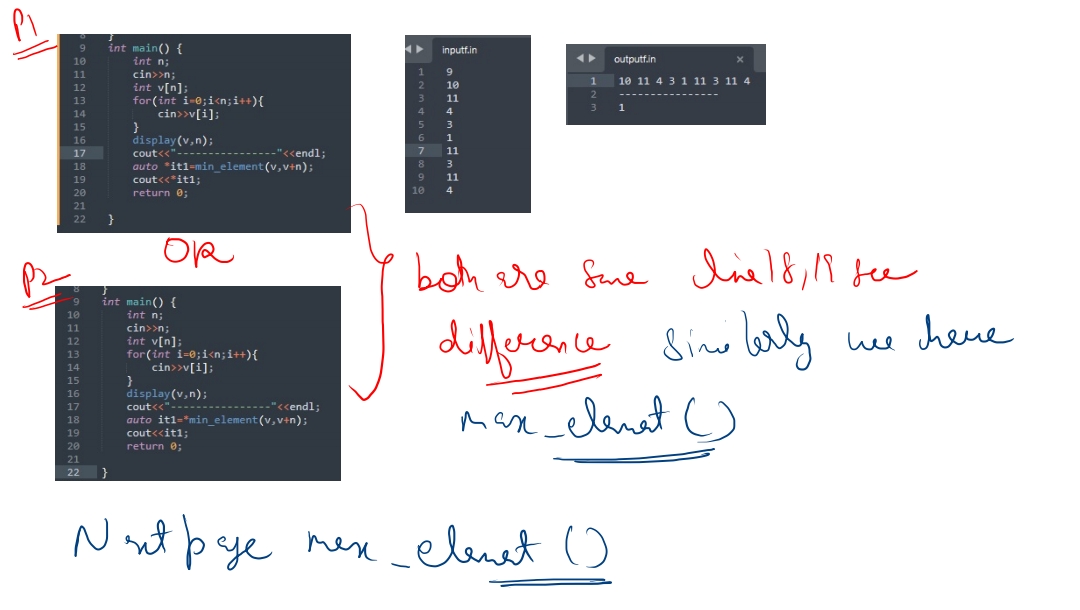 P1
8 }
9 int main() {
10 int n;
11 cin>>n;
12 int v[n];
13 for(int i=0;i<n;i++){
14 cin>>v[i];
15 }
16 display(v,n);
17 cout<<"----------------"<<endl;
18 auto *it1=min_element(v,v+n);
19 cout<<*it1;
20 return 0;
21
22 }
inputf.in
1 9
2 10
3 11
4 4
5 3
6 1
7 11
8 3
9 11
10 4
outputf.in ×
1 10 11 4 3 1 11 3 11 4
2 ----------------
3 1
OR
P2
8 }
9 int main() {
10 int n;
11 cin>>n;
12 int v[n];
13 for(int i=0;i<n;i++){
14 cin>>v[i];
15 }
16 display(v,n);
17 cout<<"----------------"<<endl;
18 auto it1=*min_element(v,v+n);
19 cout<<it1;
20 return 0;
21
22 }
both are same line 18,19 see
difference similarly we have
max_element()
Next page max_element()